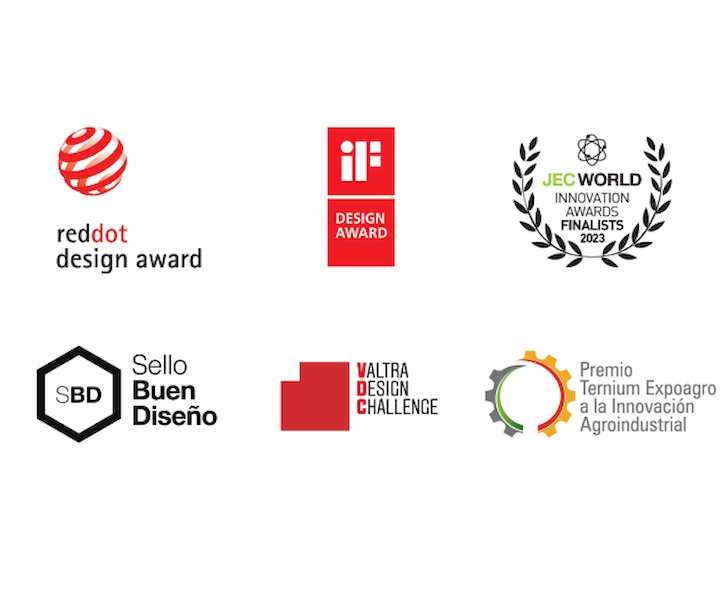 reddot
design award
iF
DESIGN
AWARD
JEC WORLD
INNOVATION
AWARDS
FINALISTS
2023
SBD
Sello
Buen
Diseño
VALTRA
DESIGN
CHALLENGE
Premio
Ternium Expoagro
a la Innovación
Agroindustrial